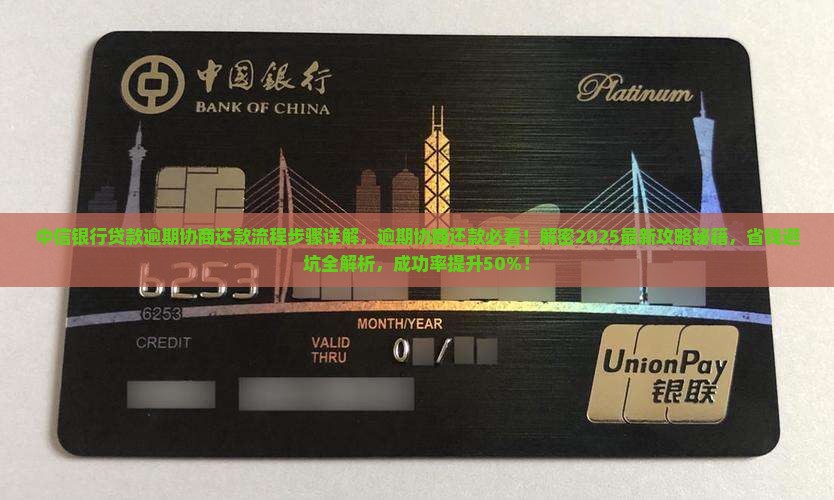 中国银行
BANK OF CHINA
Platinum
中信银行贷款逾期协商还款流程步骤详解，逾期协商还款必看！解密2025最新攻略秘籍，省钱避
坑全解析，成功率提升50%！
6253
6253
MONTH/YEAR
CREDIT
VALID
THRU
0
/
UnionPay
银联